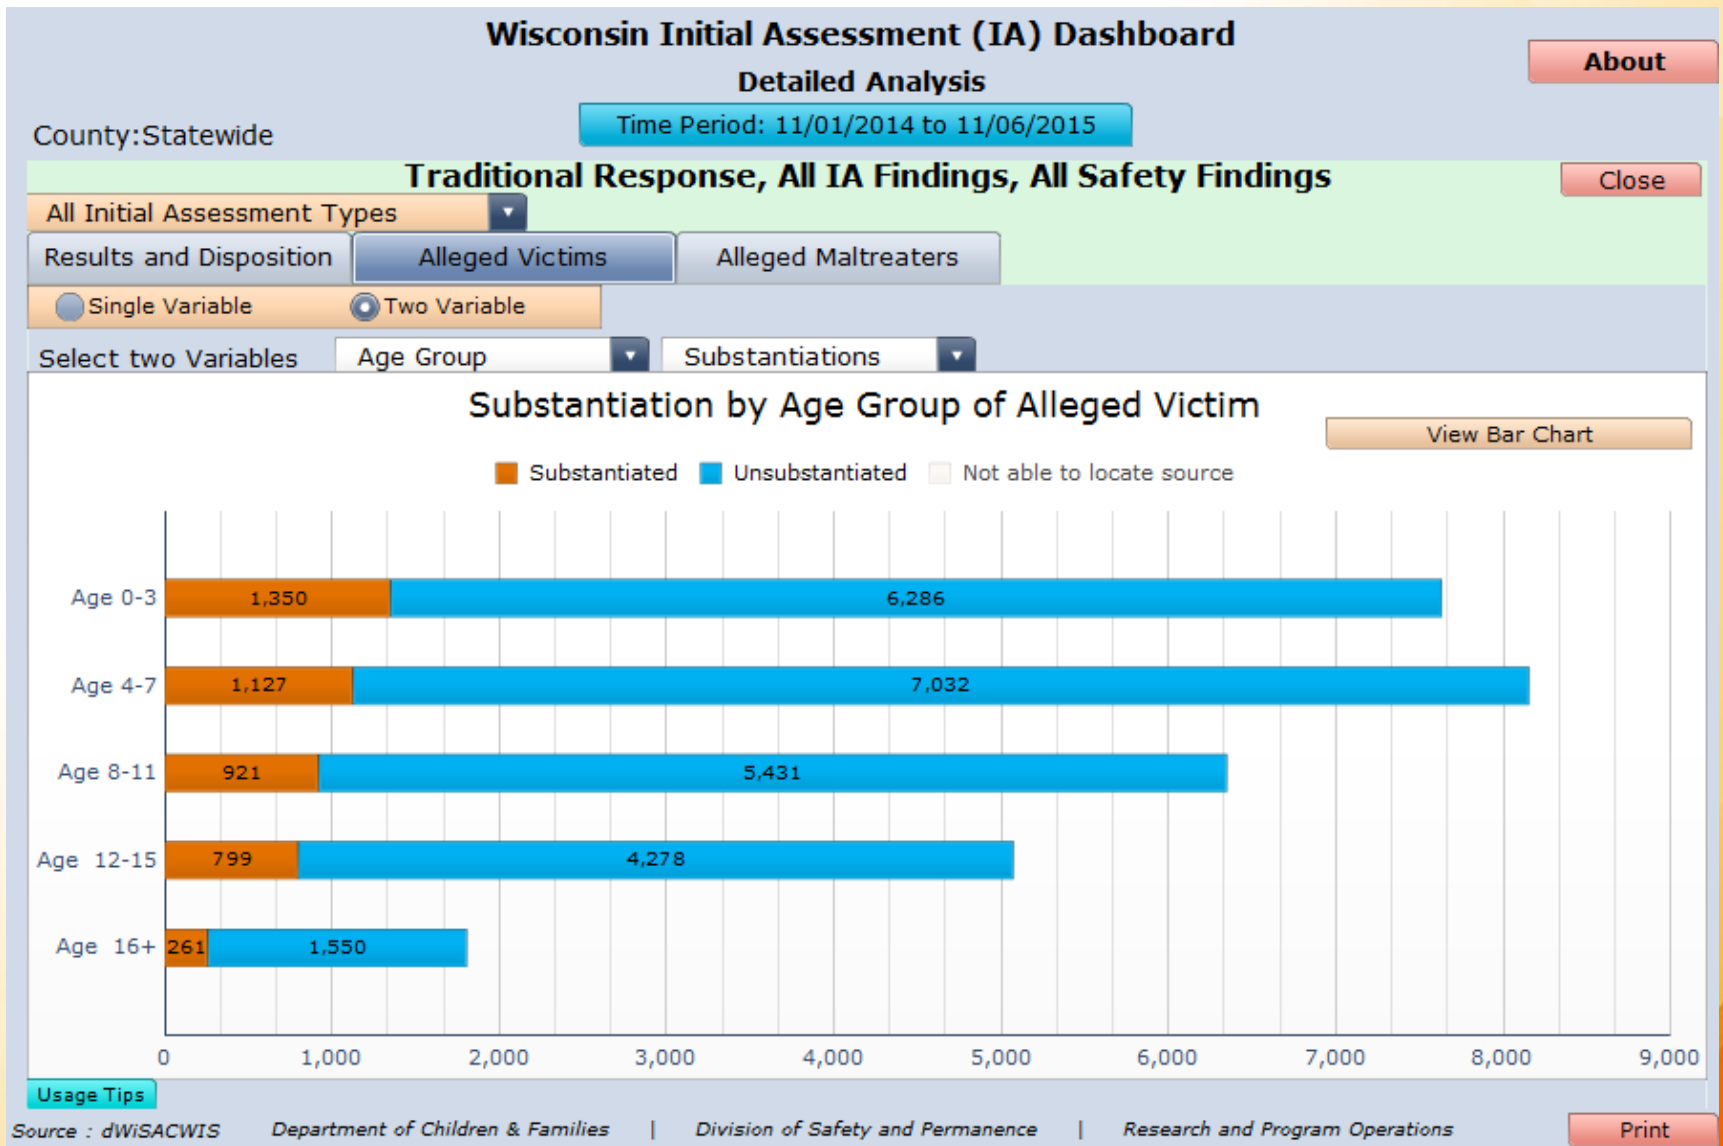 Wisconsin Initial Assessment (IA) Dashboard
About
Detailed Analysis
County:Statewide
Time Period: 11/01/2014 to 11/06/2015
Traditional Response, All IA Findings, All Safety Findings
Close
All Initial Assessment Types
Results and Disposition
Alleged Victims
Alleged Maltreaters
Single Variable
Two Variable
Select two Variables
Age Group
Substantiations
Substantiation by Age Group of Alleged Victim
View Bar Chart
Substantiated
Unsubstantiated
Not able to locate source
Age 0-3
1,350
6,286
Age 4-7
1,127
7,032
Age 8-11
921
5,431
Age 12-15
799
4,278
Age 16+
261
1,550
0
1,000
2,000
3,000
4,000
5,000
6,000
7,000
8,000
9,000
Usage Tips
Source : dWiSACWIS
Department of Children & Families | Division of Safety and Permanence | Research and Program Operations
Print